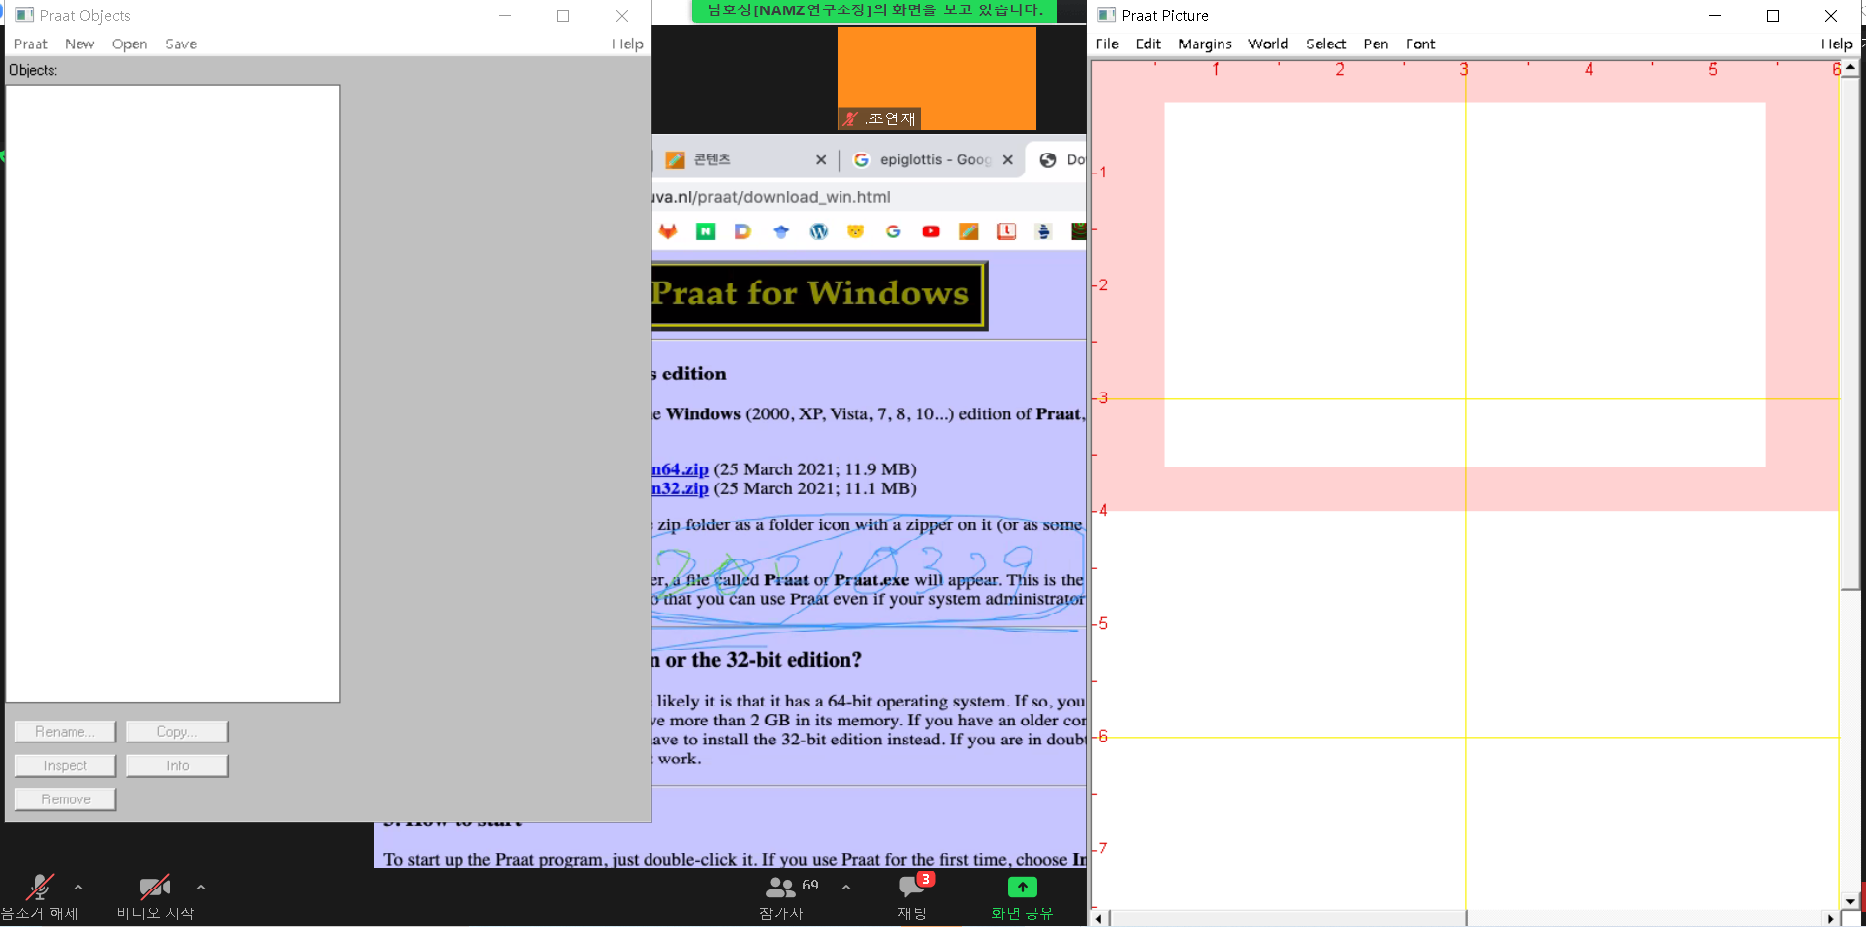 Praat Objects
Praat New Open Save Help
Objects:
Rename... Copy...
Inspect Info
Remove
남호성[NAMZ연구소장]의 화면을 보고 있습니다.
.조연재
콘텐츠
epiglottis - Goog
Do
uva.nl/praat/download_win.html
Praat for Windows
s edition
e Windows (2000, XP, Vista, 7, 8, 10...) edition of Praat,
n64.zip (25 March 2021; 11.9 MB)
n32.zip (25 March 2021; 11.1 MB)
zip folder as a folder icon with a zipper on it (or as some
20210329
er, a file called Praat or Praat.exe will appear. This is the
o that you can use Praat even if your system administrator
n or the 32-bit edition?
likely it is that it has a 64-bit operating system. If so, you
ve more than 2 GB in its memory. If you have an older con
ave to install the 32-bit edition instead. If you are in doubt
work.
3. How to start
To start up the Praat program, just double-click it. If you use Praat for the first time, choose In
음소거 해제
비디오 시작
69
참가자
3
채팅
화면 공유
Praat Picture
File Edit Margins World Select Pen Font Help
1 2 3 4 5 6
1
2
3
4
5
6
7